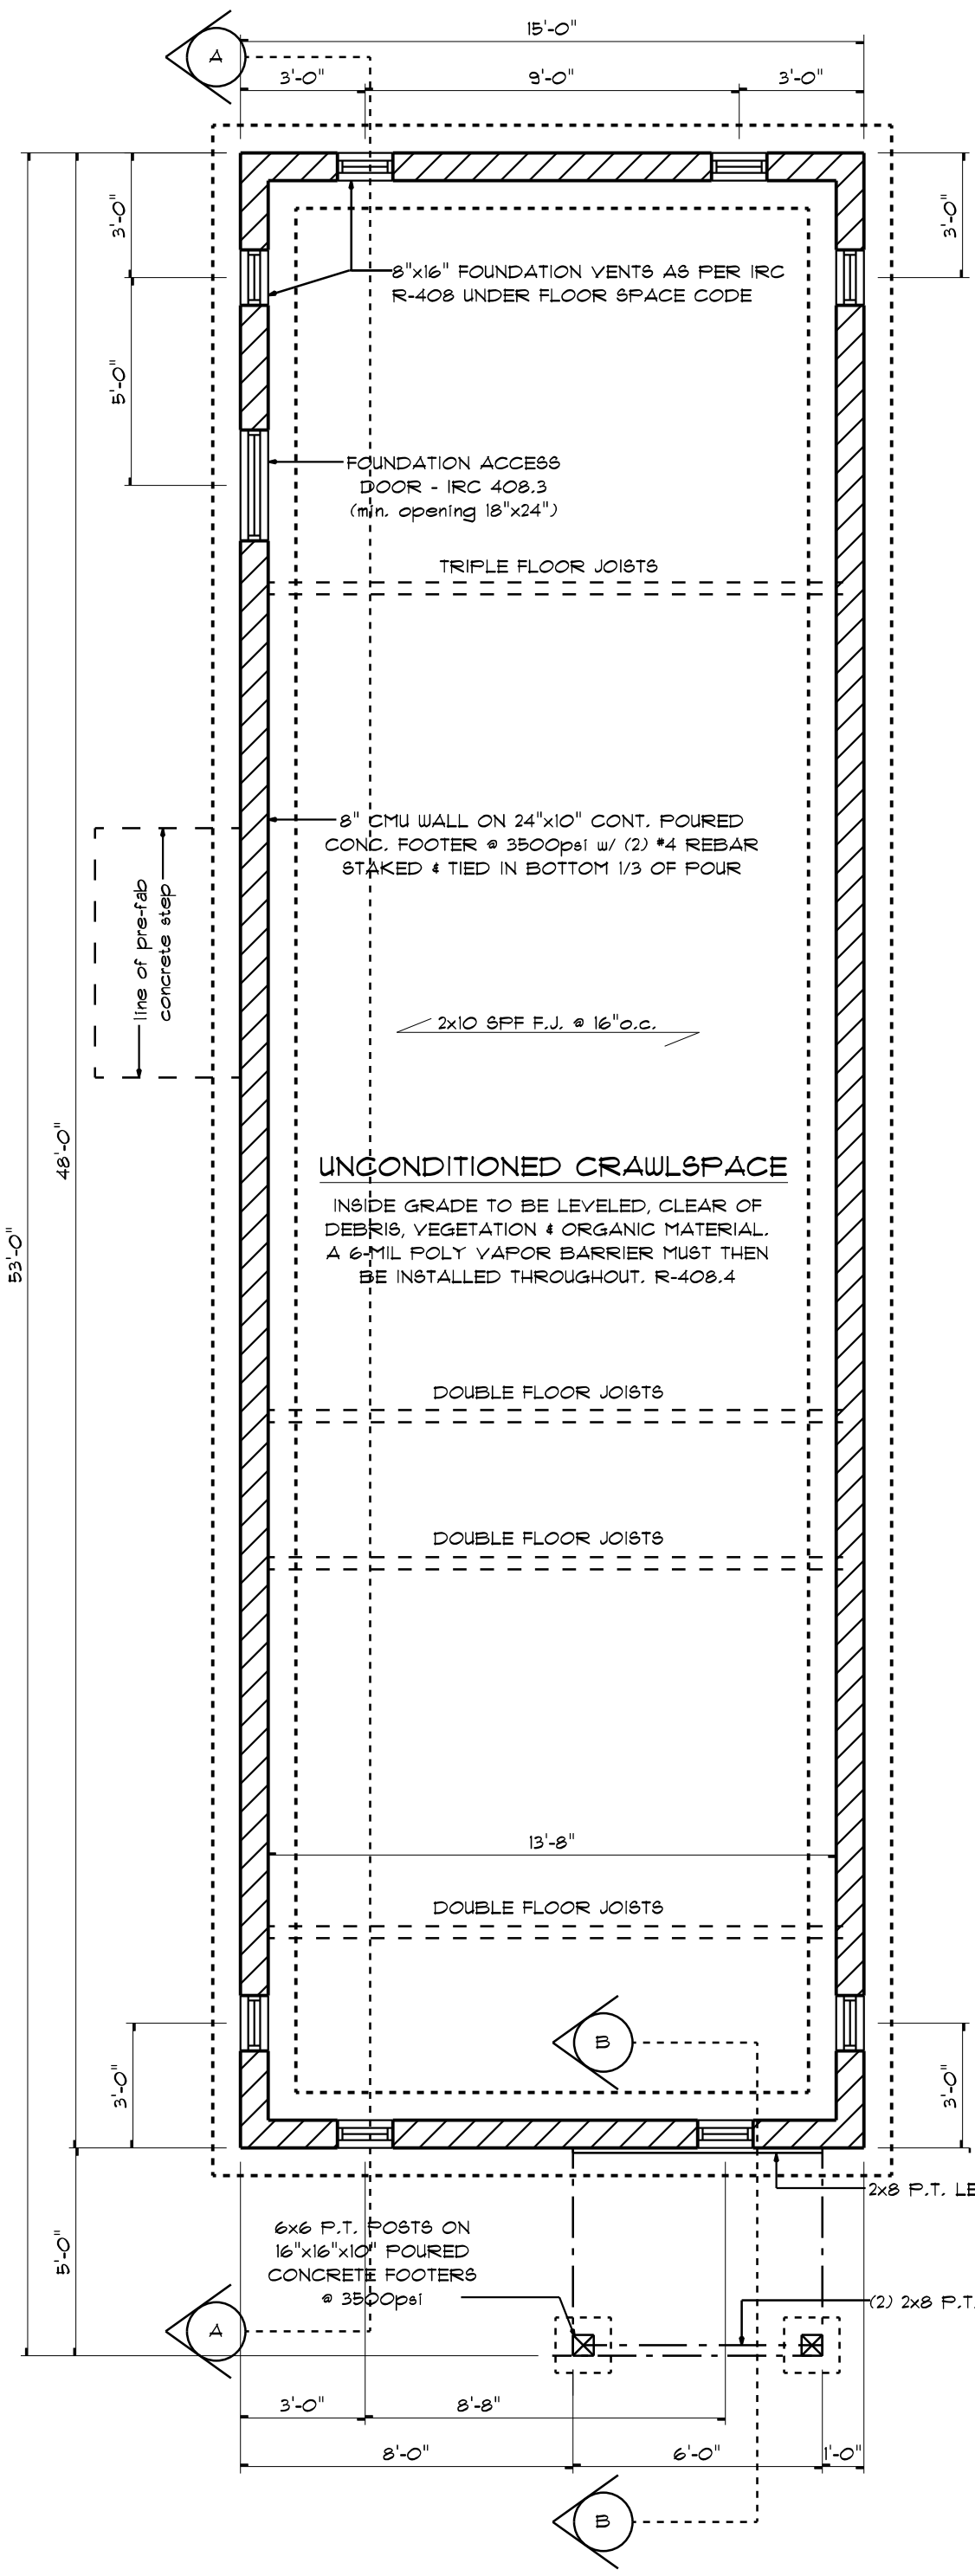 15'-0"
A
3'-0" 9'-0" 3'-0"
3'-0"
3'-0"
8"x16" FOUNDATION VENTS AS PER IRC
R-408 UNDER FLOOR SPACE CODE
5'-0"
FOUNDATION ACCESS
DOOR - IRC 408.3
(min. opening 18"x24")
TRIPLE FLOOR JOISTS
8" CMU WALL ON 24"x10" CONT. POURED
CONC. FOOTER @ 3500psi w/ (2) #4 REBAR
STAKED & TIED IN BOTTOM 1/3 OF POUR
line of pre-fab
concrete step
2x10 SPF F.J. @ 16"o.c.
48'-0"
53'-0"
UNCONDITIONED CRAWLSPACE
INSIDE GRADE TO BE LEVELED, CLEAR OF
DEBRIS, VEGETATION & ORGANIC MATERIAL.
A 6-MIL POLY VAPOR BARRIER MUST THEN
BE INSTALLED THROUGHOUT. R-408.4
DOUBLE FLOOR JOISTS
DOUBLE FLOOR JOISTS
13'-8"
DOUBLE FLOOR JOISTS
B
3'-0"
3'-0"
2x8 P.T. LE
5'-0"
6x6 P.T. POSTS ON
16"x16"x10" POURED
CONCRETE FOOTERS
@ 3500psi
(2) 2x8 P.T.
A
3'-0" 8'-8"
8'-0" 6'-0" 1'-0"
B